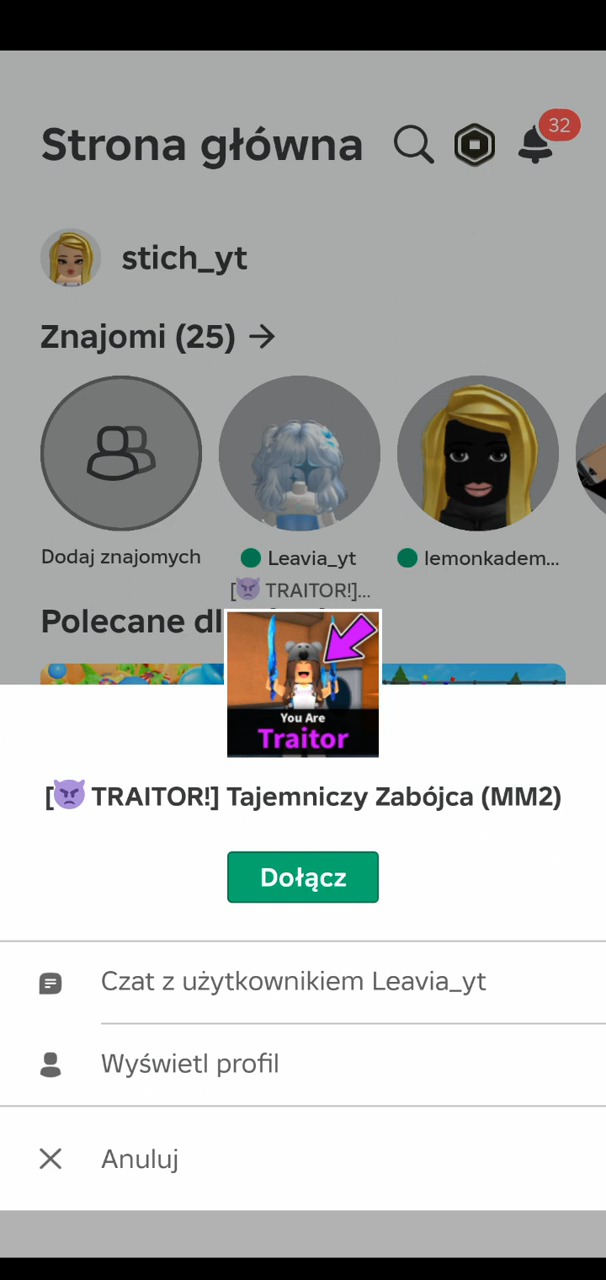 Strona główna
32
stich_yt
Znajomi (25) →
Dodaj znajomych
Leavia_yt
lemonkadem...
[😈 TRAITOR!]...
Polecane dl
You Are
Traitor
[😈 TRAITOR!] Tajemniczy Zabójca (MM2)
Dołącz
Czat z użytkownikiem Leavia_yt
Wyświetl profil
Anuluj